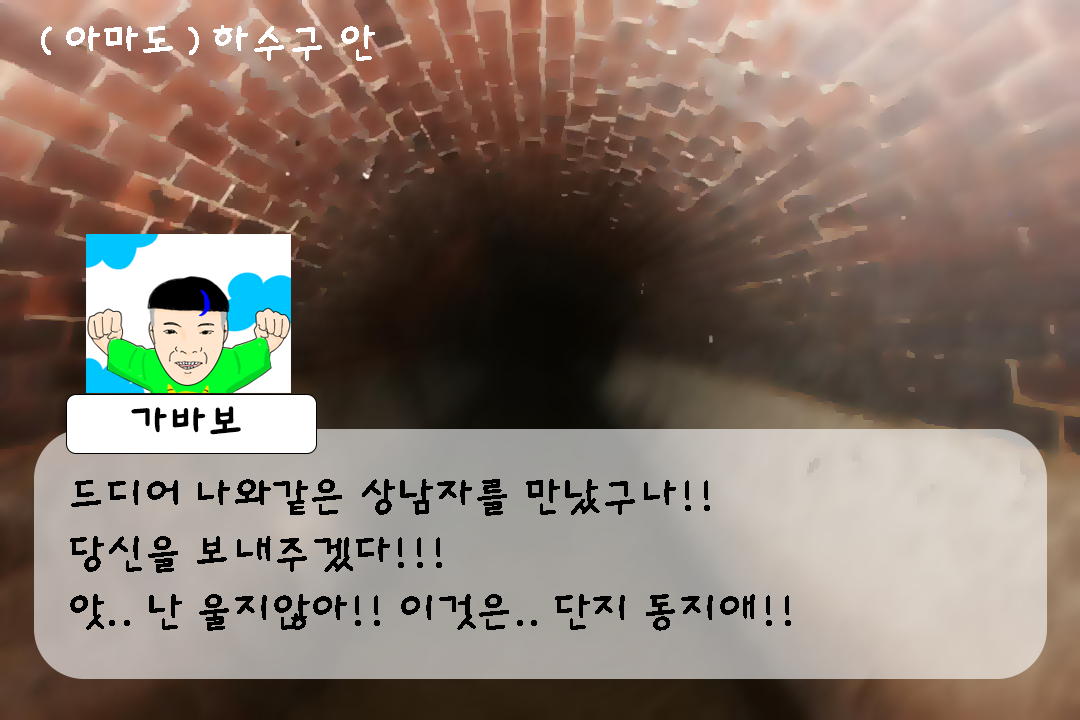 ( 아마도 ) 하수구 안
가바보
드디어 나와같은 상남자를 만났구나!!
당신을 보내주겠다!!!
앗.. 난 울지않아!! 이것은.. 단지 동지애!!